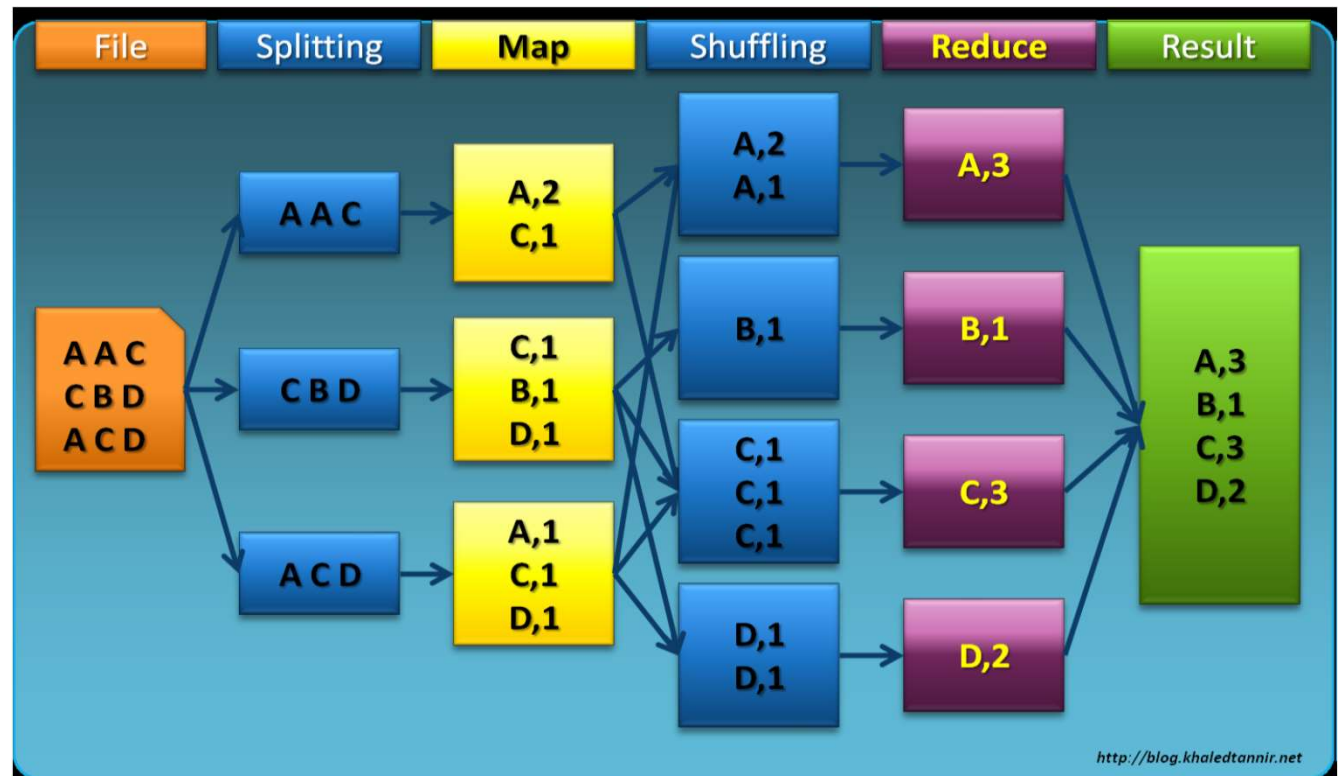 File
Splitting
Map
Shuffling
Reduce
Result
A A C
C B D
A C D
A A C
C B D
A C D
A,2
C,1
C,1
B,1
D,1
A,1
C,1
D,1
A,2
A,1
B,1
C,1
C,1
C,1
D,1
D,1
A,3
B,1
C,3
D,2
A,3
B,1
C,3
D,2
http://blog.khaledtannir.net